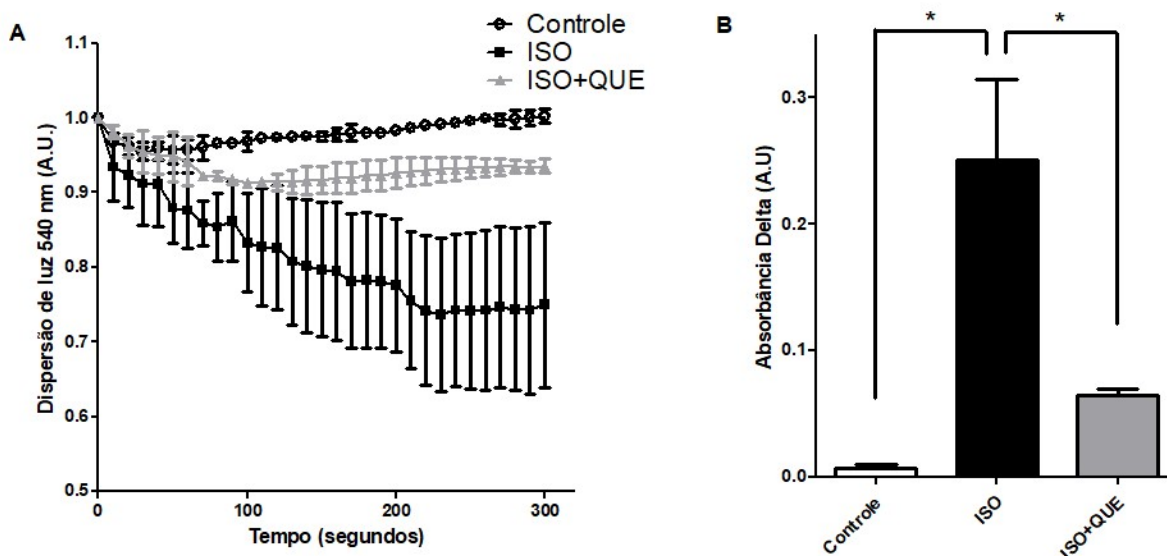 A
Controle
ISO
ISO+QUE
1.1
1.0
0.9
0.8
0.7
0.6
0.5
Dispersão de luz 540 nm (A.U.)
0
100
200
300
Tempo (segundos)
B
*
*
0.3
0.2
0.1
0.0
Absorbância Delta (A.U)
Controle
ISO
ISO+QUE